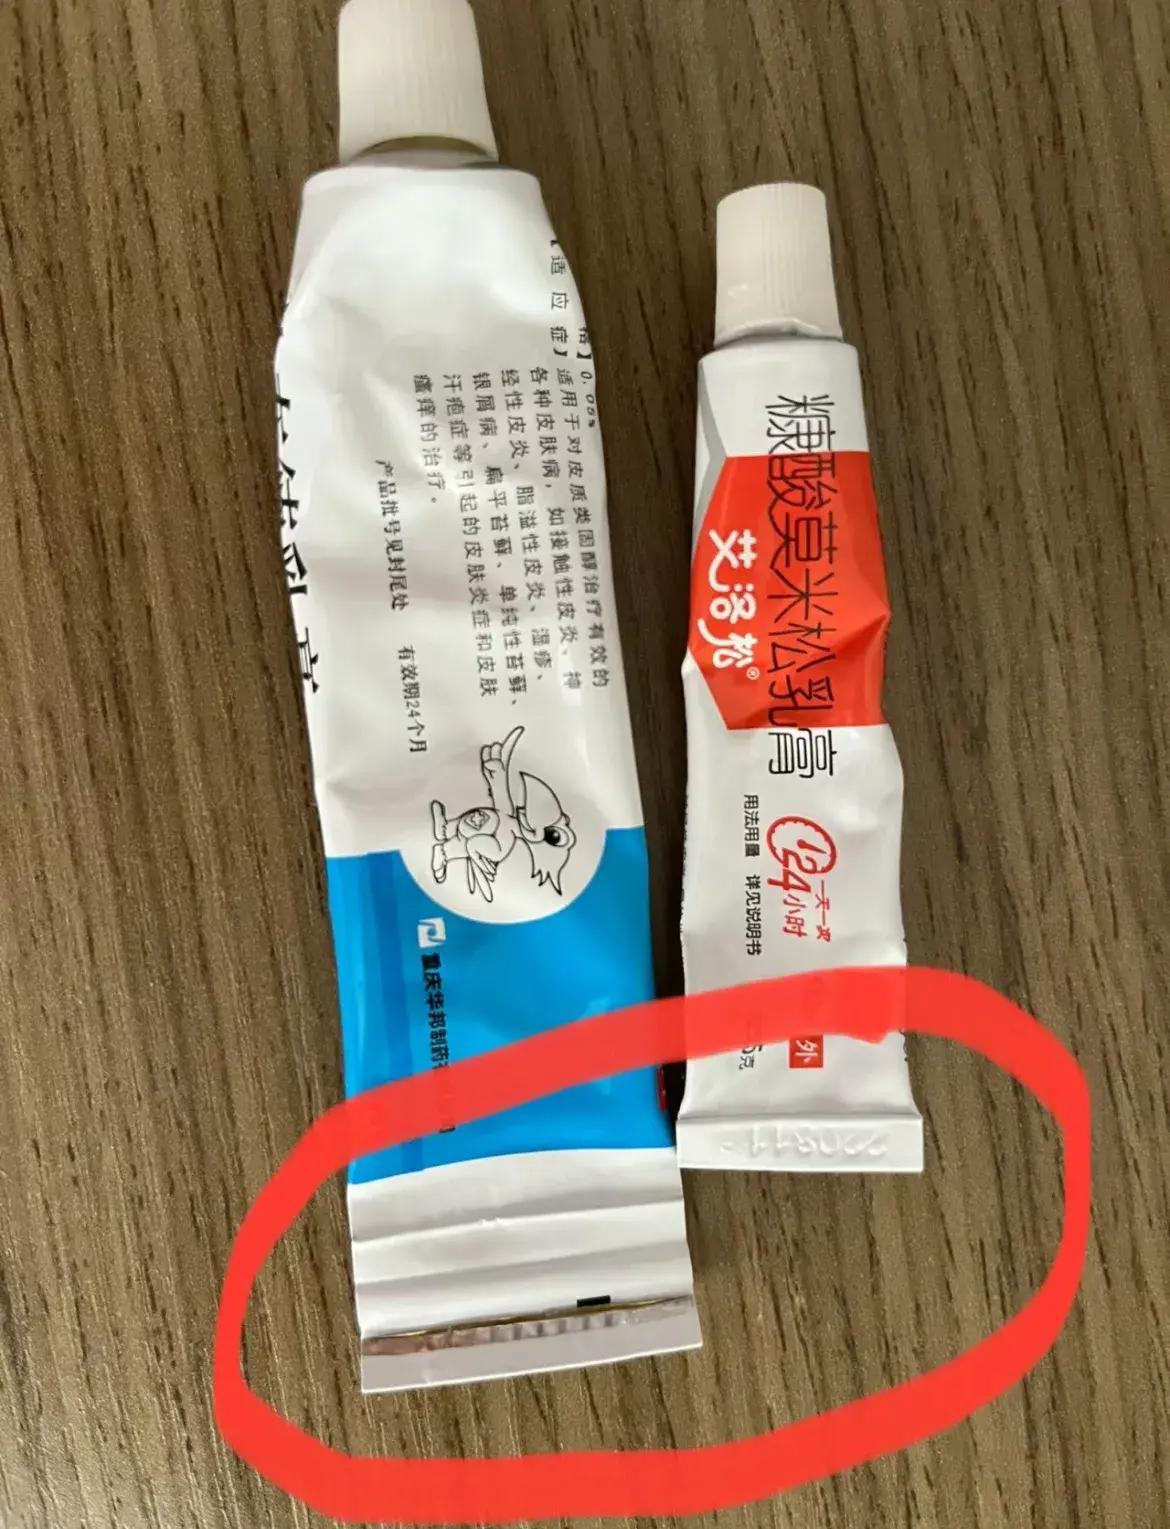 格】0.05%
【适 应 症】适用于对皮质类固醇治疗有效的
各种皮肤病，如接触性皮炎、神
经性皮炎、脂溢性皮炎、湿疹、
银屑病、扁平苔藓、单纯性苔藓、
汗疱症等引起的皮肤炎症和皮肤
瘙痒的治疗。
产品批号见封尾处 有效期24个月
重庆华邦制药
糠酸莫米松乳膏
艾洛松®
一天一次
24小时
用法用量 详见说明书
外
5克